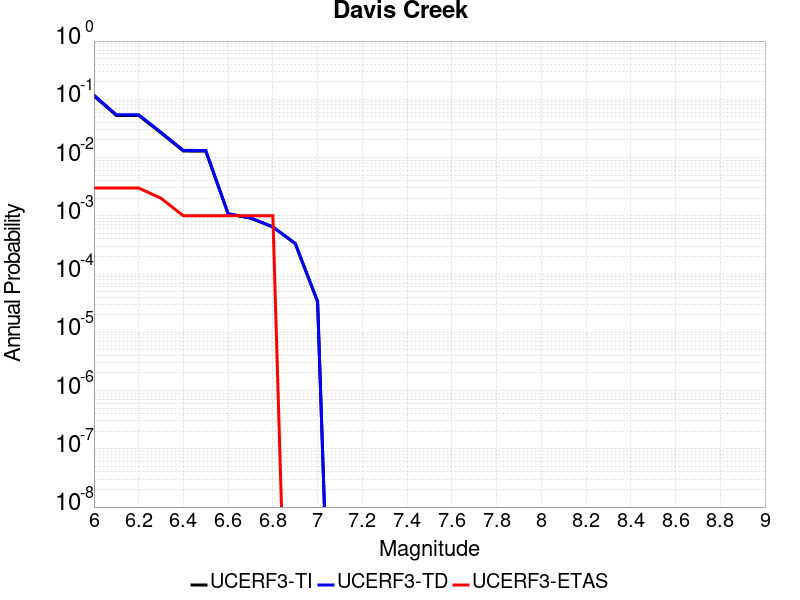 Davis Creek
10^0
10^-1
10^-2
10^-3
10^-4
10^-5
10^-6
10^-7
10^-8
Annual Probability
6 6.2 6.4 6.6 6.8 7 7.2 7.4 7.6 7.8 8 8.2 8.4 8.6 8.8 9
Magnitude
UCERF3-TI UCERF3-TD UCERF3-ETAS